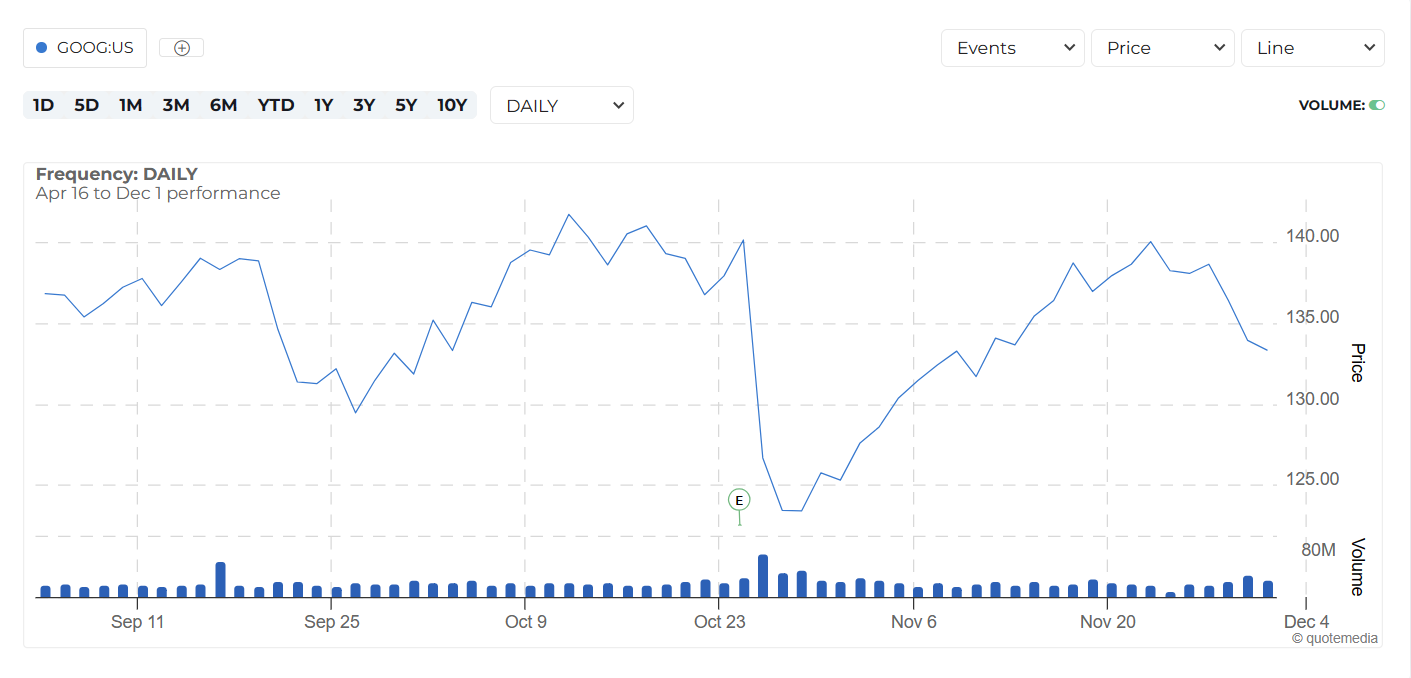 GOOG:US
Events Price Line
1D 5D 1M 3M 6M YTD 1Y 3Y 5Y 10Y DAILY VOLUME:
Frequency: DAILY
Apr 16 to Dec 1 performance
140.00
135.00
Price
130.00
125.00
E
80M
Volume
Sep 11 Sep 25 Oct 9 Oct 23 Nov 6 Nov 20 Dec 4
© quotemedia